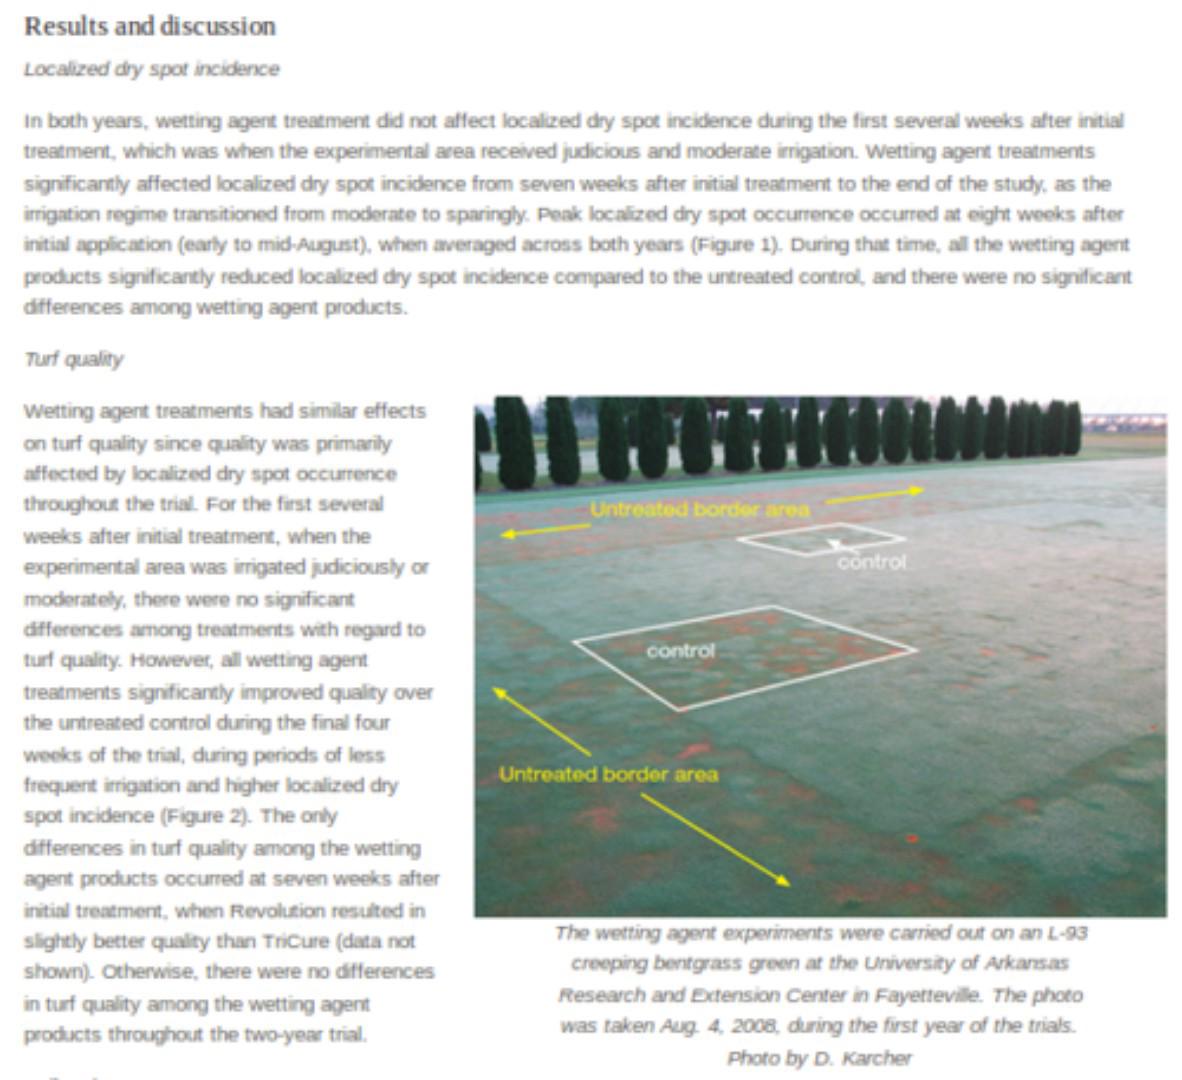 Results and discussion
Localized dry spot incidence
In both years, wetting agent treatment did not affect localized dry spot incidence during the first several weeks after initial
treatment, which was when the experimental area received judicious and moderate irrigation. Wetting agent treatments
significantly affected localized dry spot incidence from seven weeks after initial treatment to the end of the study, as the
irrigation regime transitioned from moderate to sparingly. Peak localized dry spot occurrence occurred at eight weeks after
initial application (early to mid-August), when averaged across both years (Figure 1). During that time, all the wetting agent
products significantly reduced localized dry spot incidence compared to the untreated control, and there were no significant
differences among wetting agent products.
Turf quality
Wetting agent treatments had similar effects
on turf quality since quality was primarily
affected by localized dry spot occurrence
throughout the trial. For the first several
weeks after initial treatment, when the
experimental area was irrigated judiciously or
moderately, there were no significant
differences among treatments with regard to
turf quality. However, all wetting agent
treatments significantly improved quality over
the untreated control during the final four
weeks of the trial, during periods of less
frequent irrigation and higher localized dry
spot incidence (Figure 2). The only
differences in turf quality among the wetting
agent products occurred at seven weeks after
initial treatment, when Revolution resulted in
slightly better quality than TriCure (data not
shown). Otherwise, there were no differences
in turf quality among the wetting agent
products throughout the two-year trial.
Untreated border area
control
control
Untreated border area
The wetting agent experiments were carried out on an L-93
creeping bentgrass green at the University of Arkansas
Research and Extension Center in Fayetteville. The photo
was taken Aug. 4, 2008, during the first year of the trials.
Photo by D. Karcher